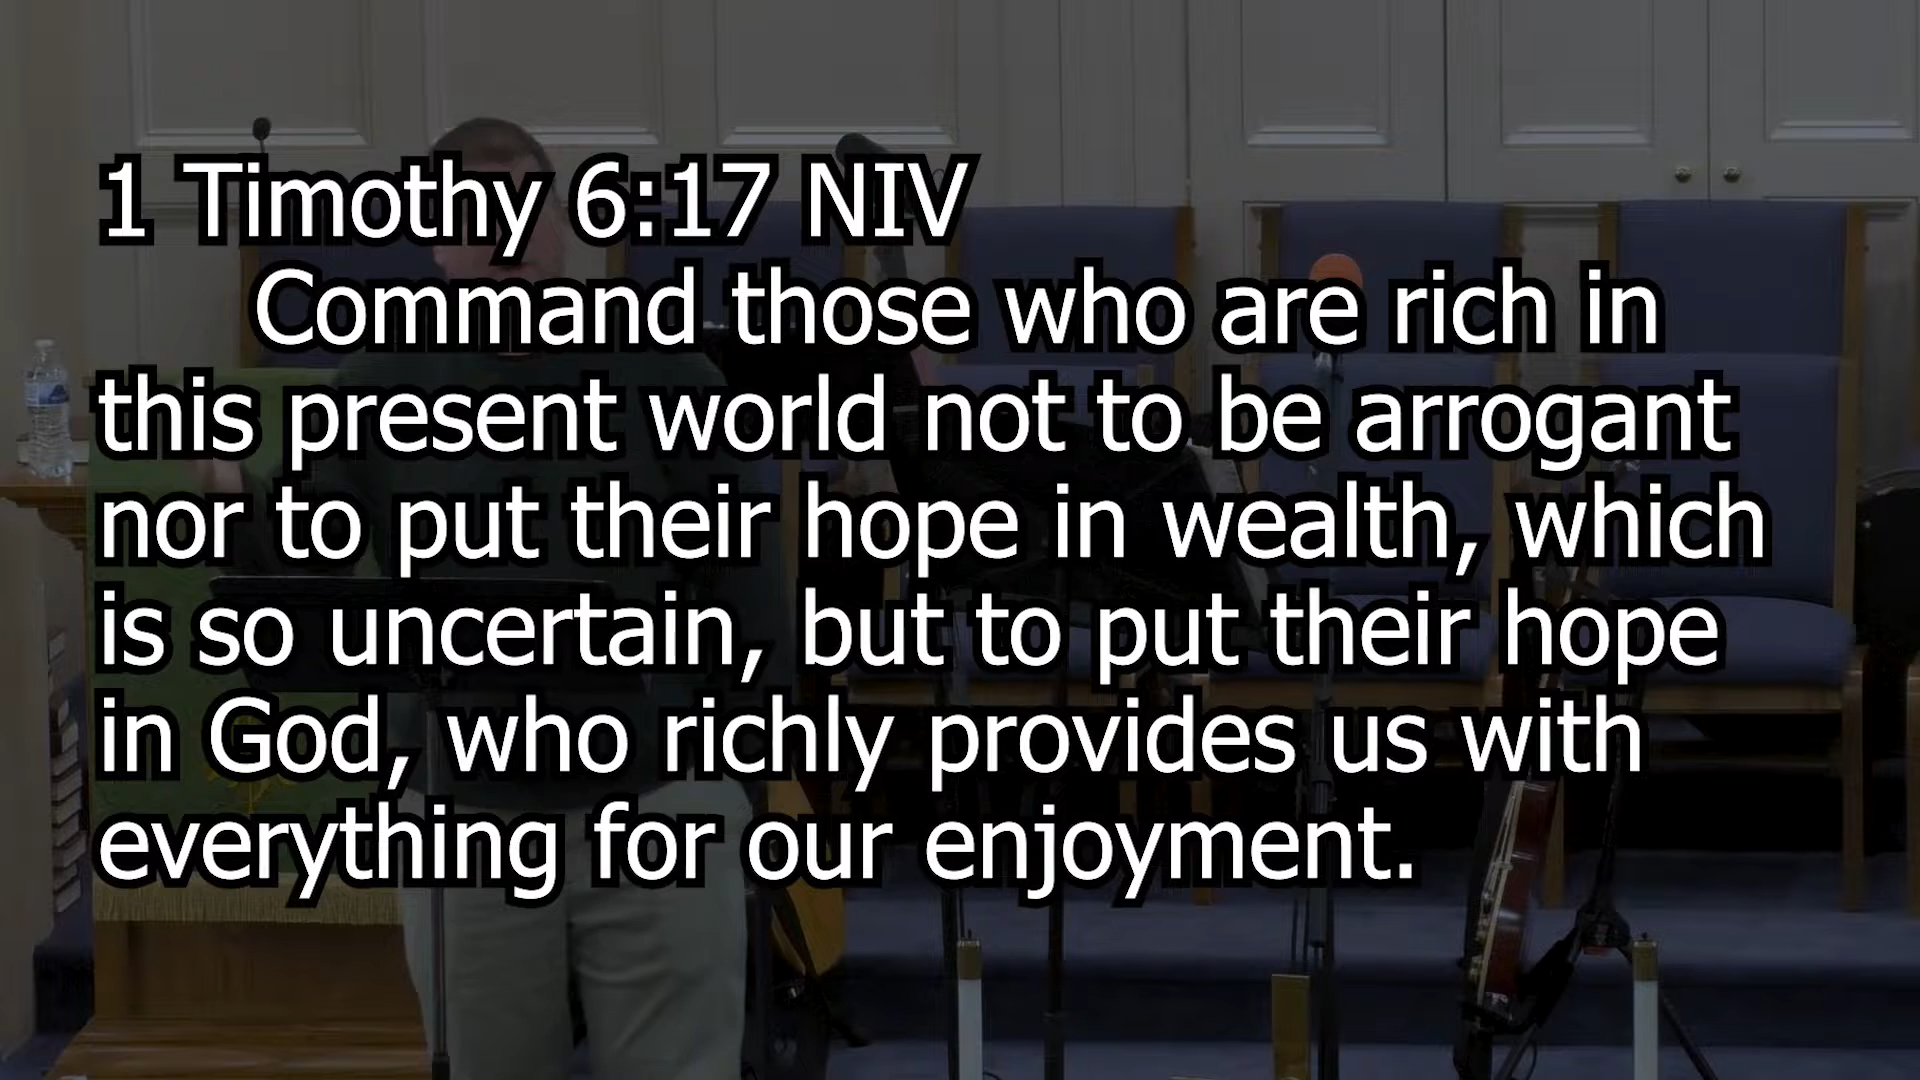 1 Timothy 6:17 NIV
Command those who are rich in
this present world not to be arrogant
nor to put their hope in wealth, which
is so uncertain, but to put their hope
in God, who richly provides us with
everything for our enjoyment.